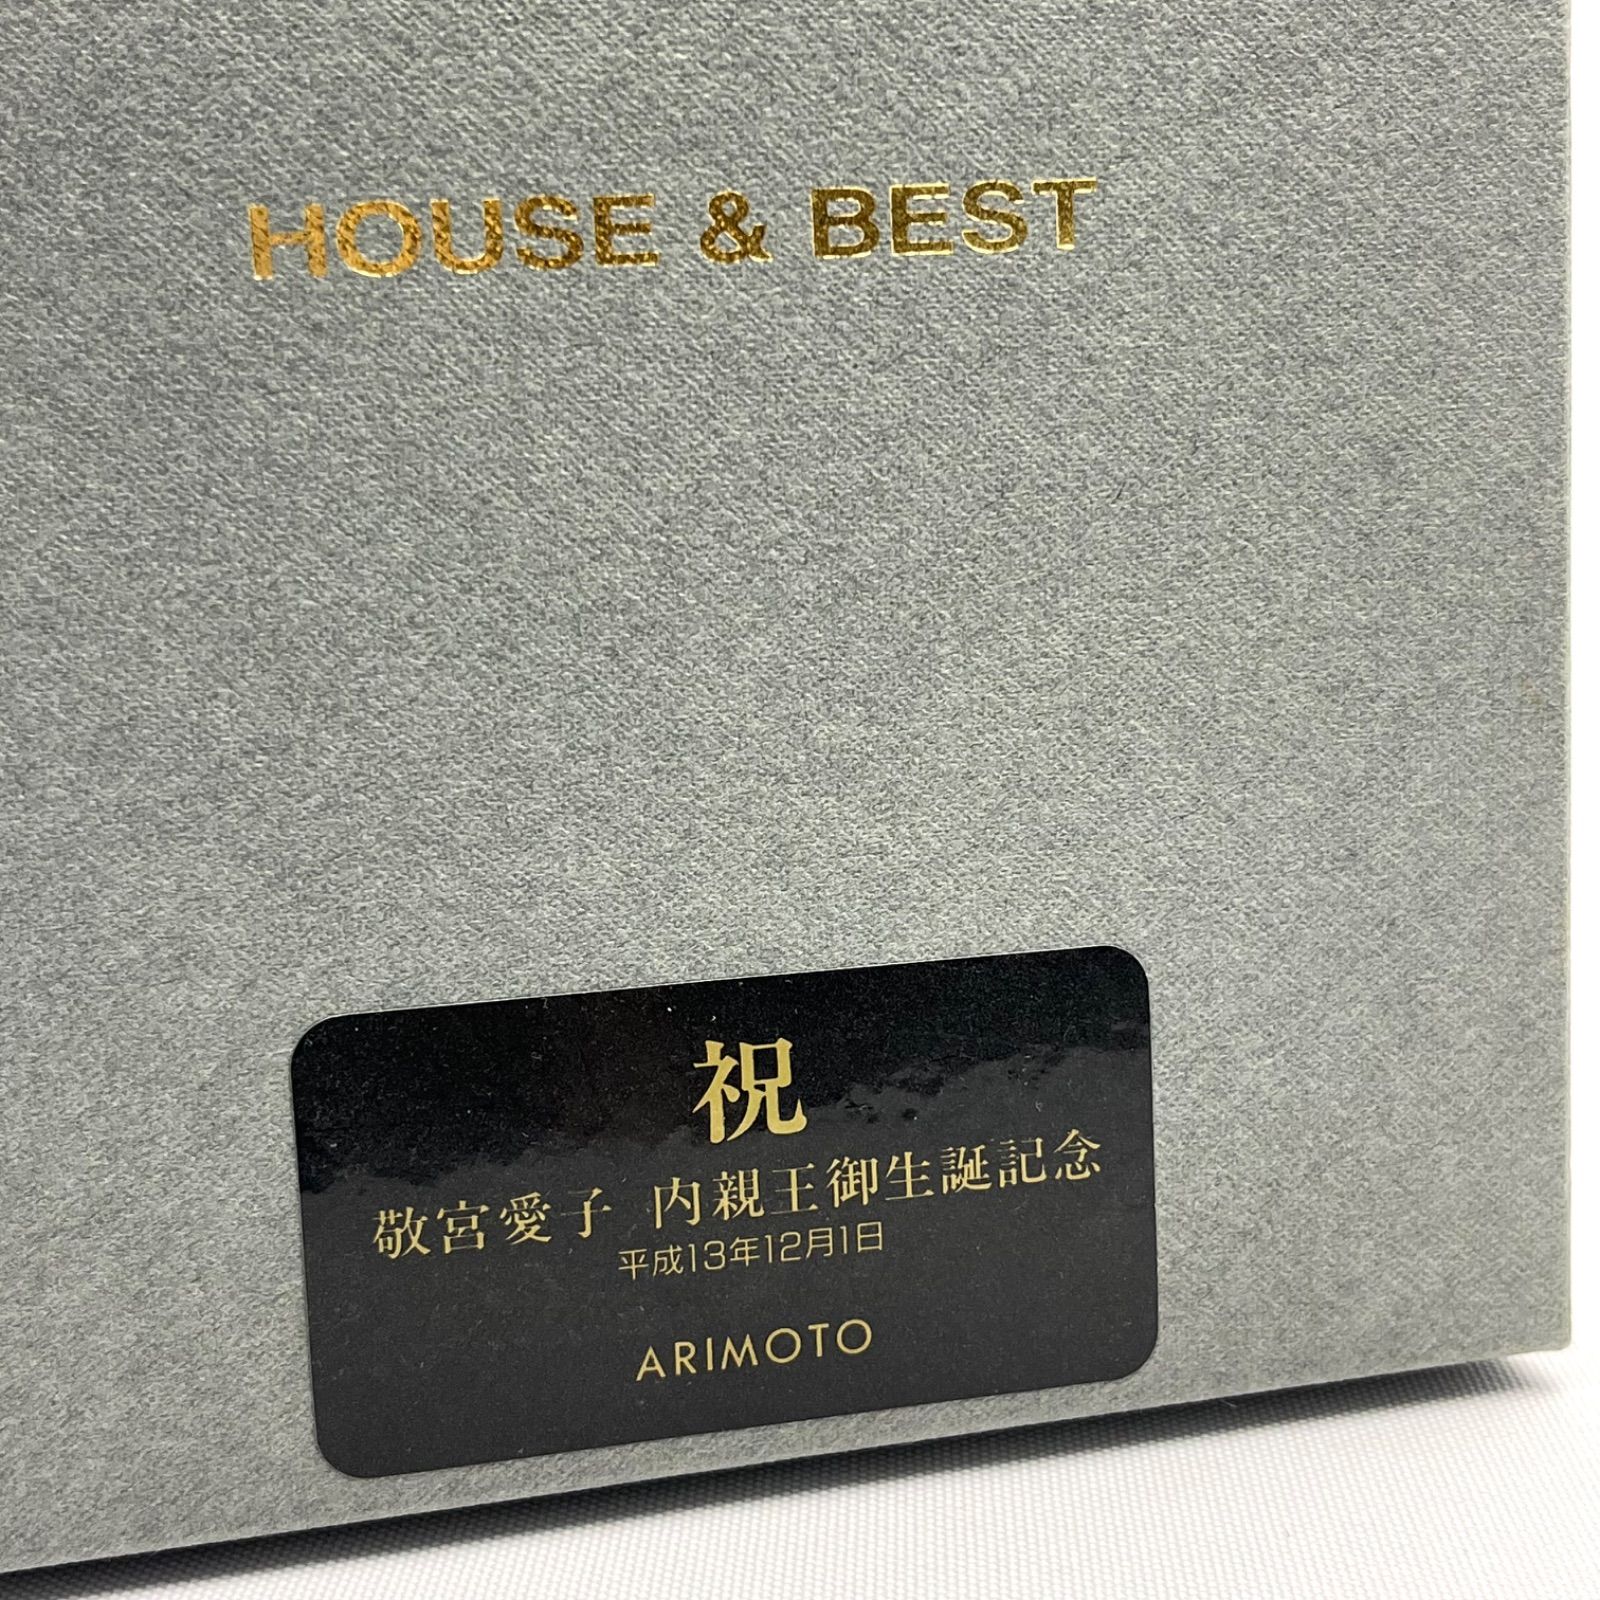 HOUSE & BEST
祝
敬宮愛子 内親王御生誕記念
平成13年12月1日
ARIMOTO